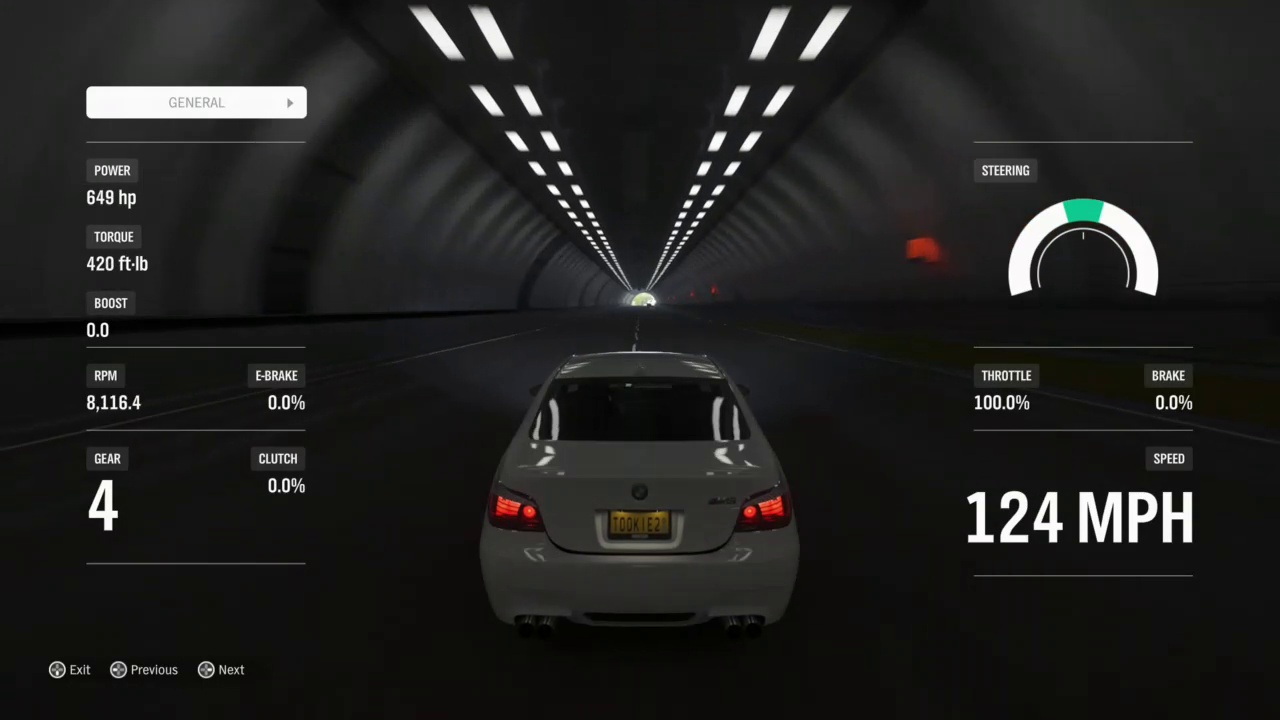 GENERAL
POWER
649 hp
TORQUE
420 ft·lb
BOOST
0.0
RPM
E-BRAKE
8,116.4
0.0%
GEAR
CLUTCH
4
0.0%
STEERING
THROTTLE
BRAKE
100.0%
0.0%
SPEED
124 MPH
TOOKIE2
Exit
Previous
Next